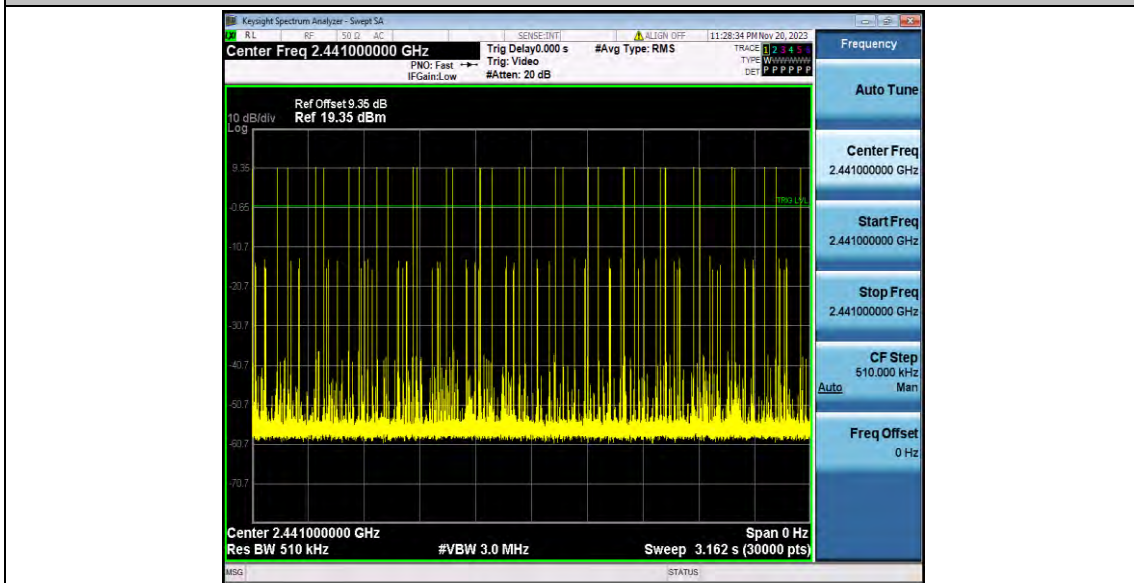 Keysight Spectrum Analyzer - Swept SA
RL RF 50 Ω AC SENSE:INT ALIGN OFF 11:28:34 PM Nov 20, 2023
Center Freq 2.441000000 GHz
PNO: Fast
IFGain:Low
Trig Delay0.000 s
Trig: Video
#Atten: 20 dB
#Avg Type: RMS
TRACE 1 2 3 4 5 6
TYPE W
DET P P P P P P
Ref Offset 9.35 dB
10 dB/div Ref 19.35 dBm
Log
9.35
-0.65
TRIG LVL
-10.7
-20.7
-30.7
-40.7
-50.7
-60.7
-70.7
Center 2.441000000 GHz Span 0 Hz
Res BW 510 kHz #VBW 3.0 MHz Sweep 3.162 s (30000 pts)
MSG STATUS
Frequency
Auto Tune
Center Freq
2.441000000 GHz
Start Freq
2.441000000 GHz
Stop Freq
2.441000000 GHz
CF Step
510.000 kHz
Auto Man
Freq Offset
0 Hz